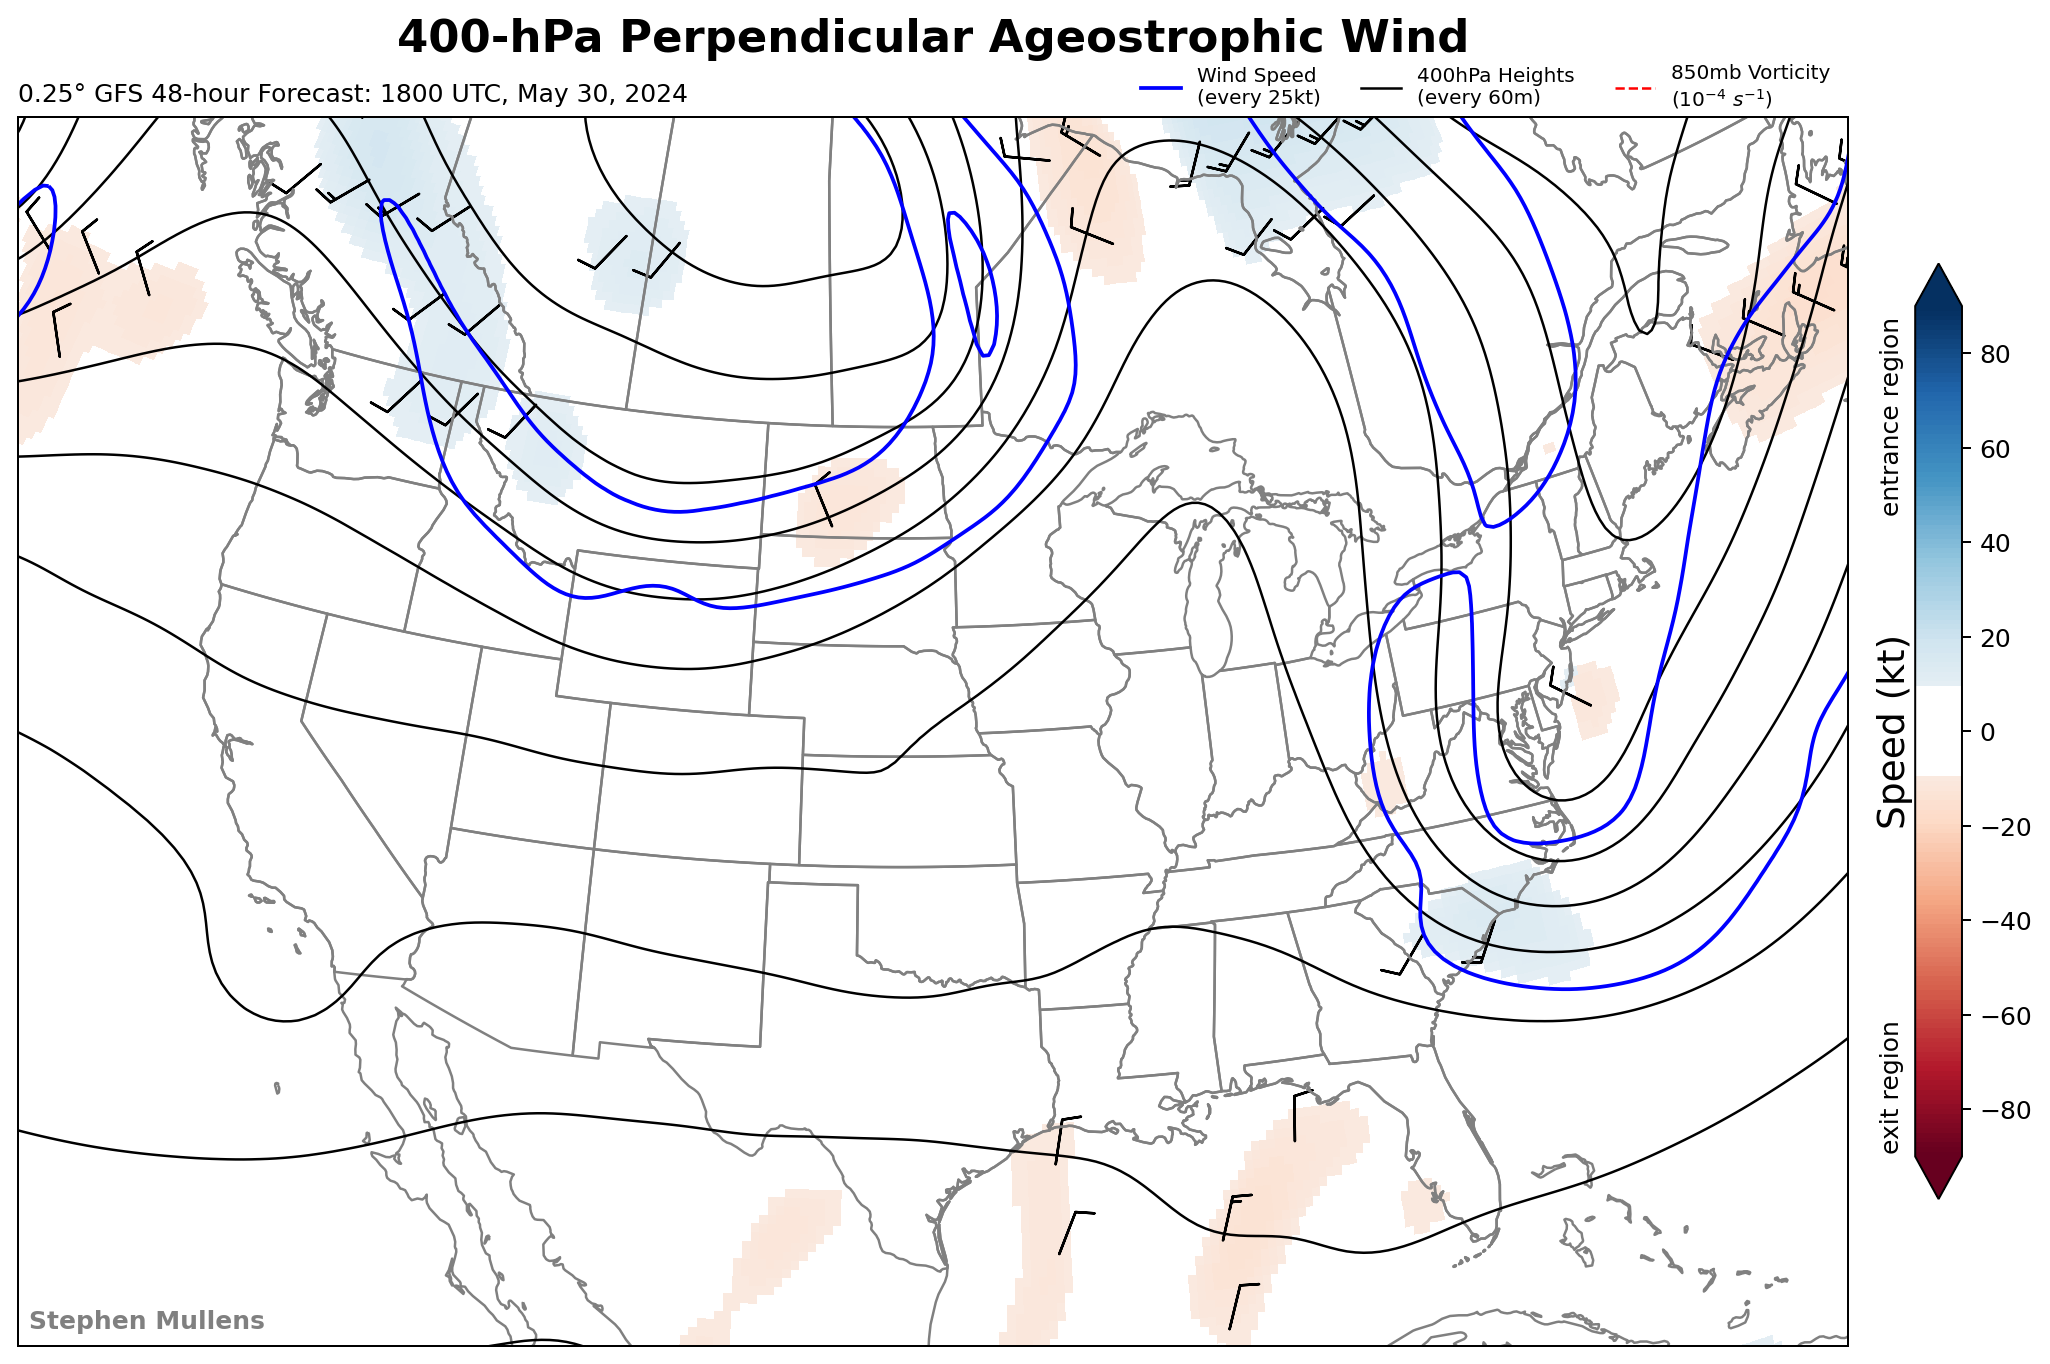 400-hPa Perpendicular Ageostrophic Wind
0.25° GFS 48-hour Forecast: 1800 UTC, May 30, 2024
Wind Speed
(every 25kt)
400hPa Heights
(every 60m)
850mb Vorticity
(10⁻⁴ s⁻¹)
entrance region
Speed (kt)
exit region
80
60
40
20
0
−20
−40
−60
−80
Stephen Mullens